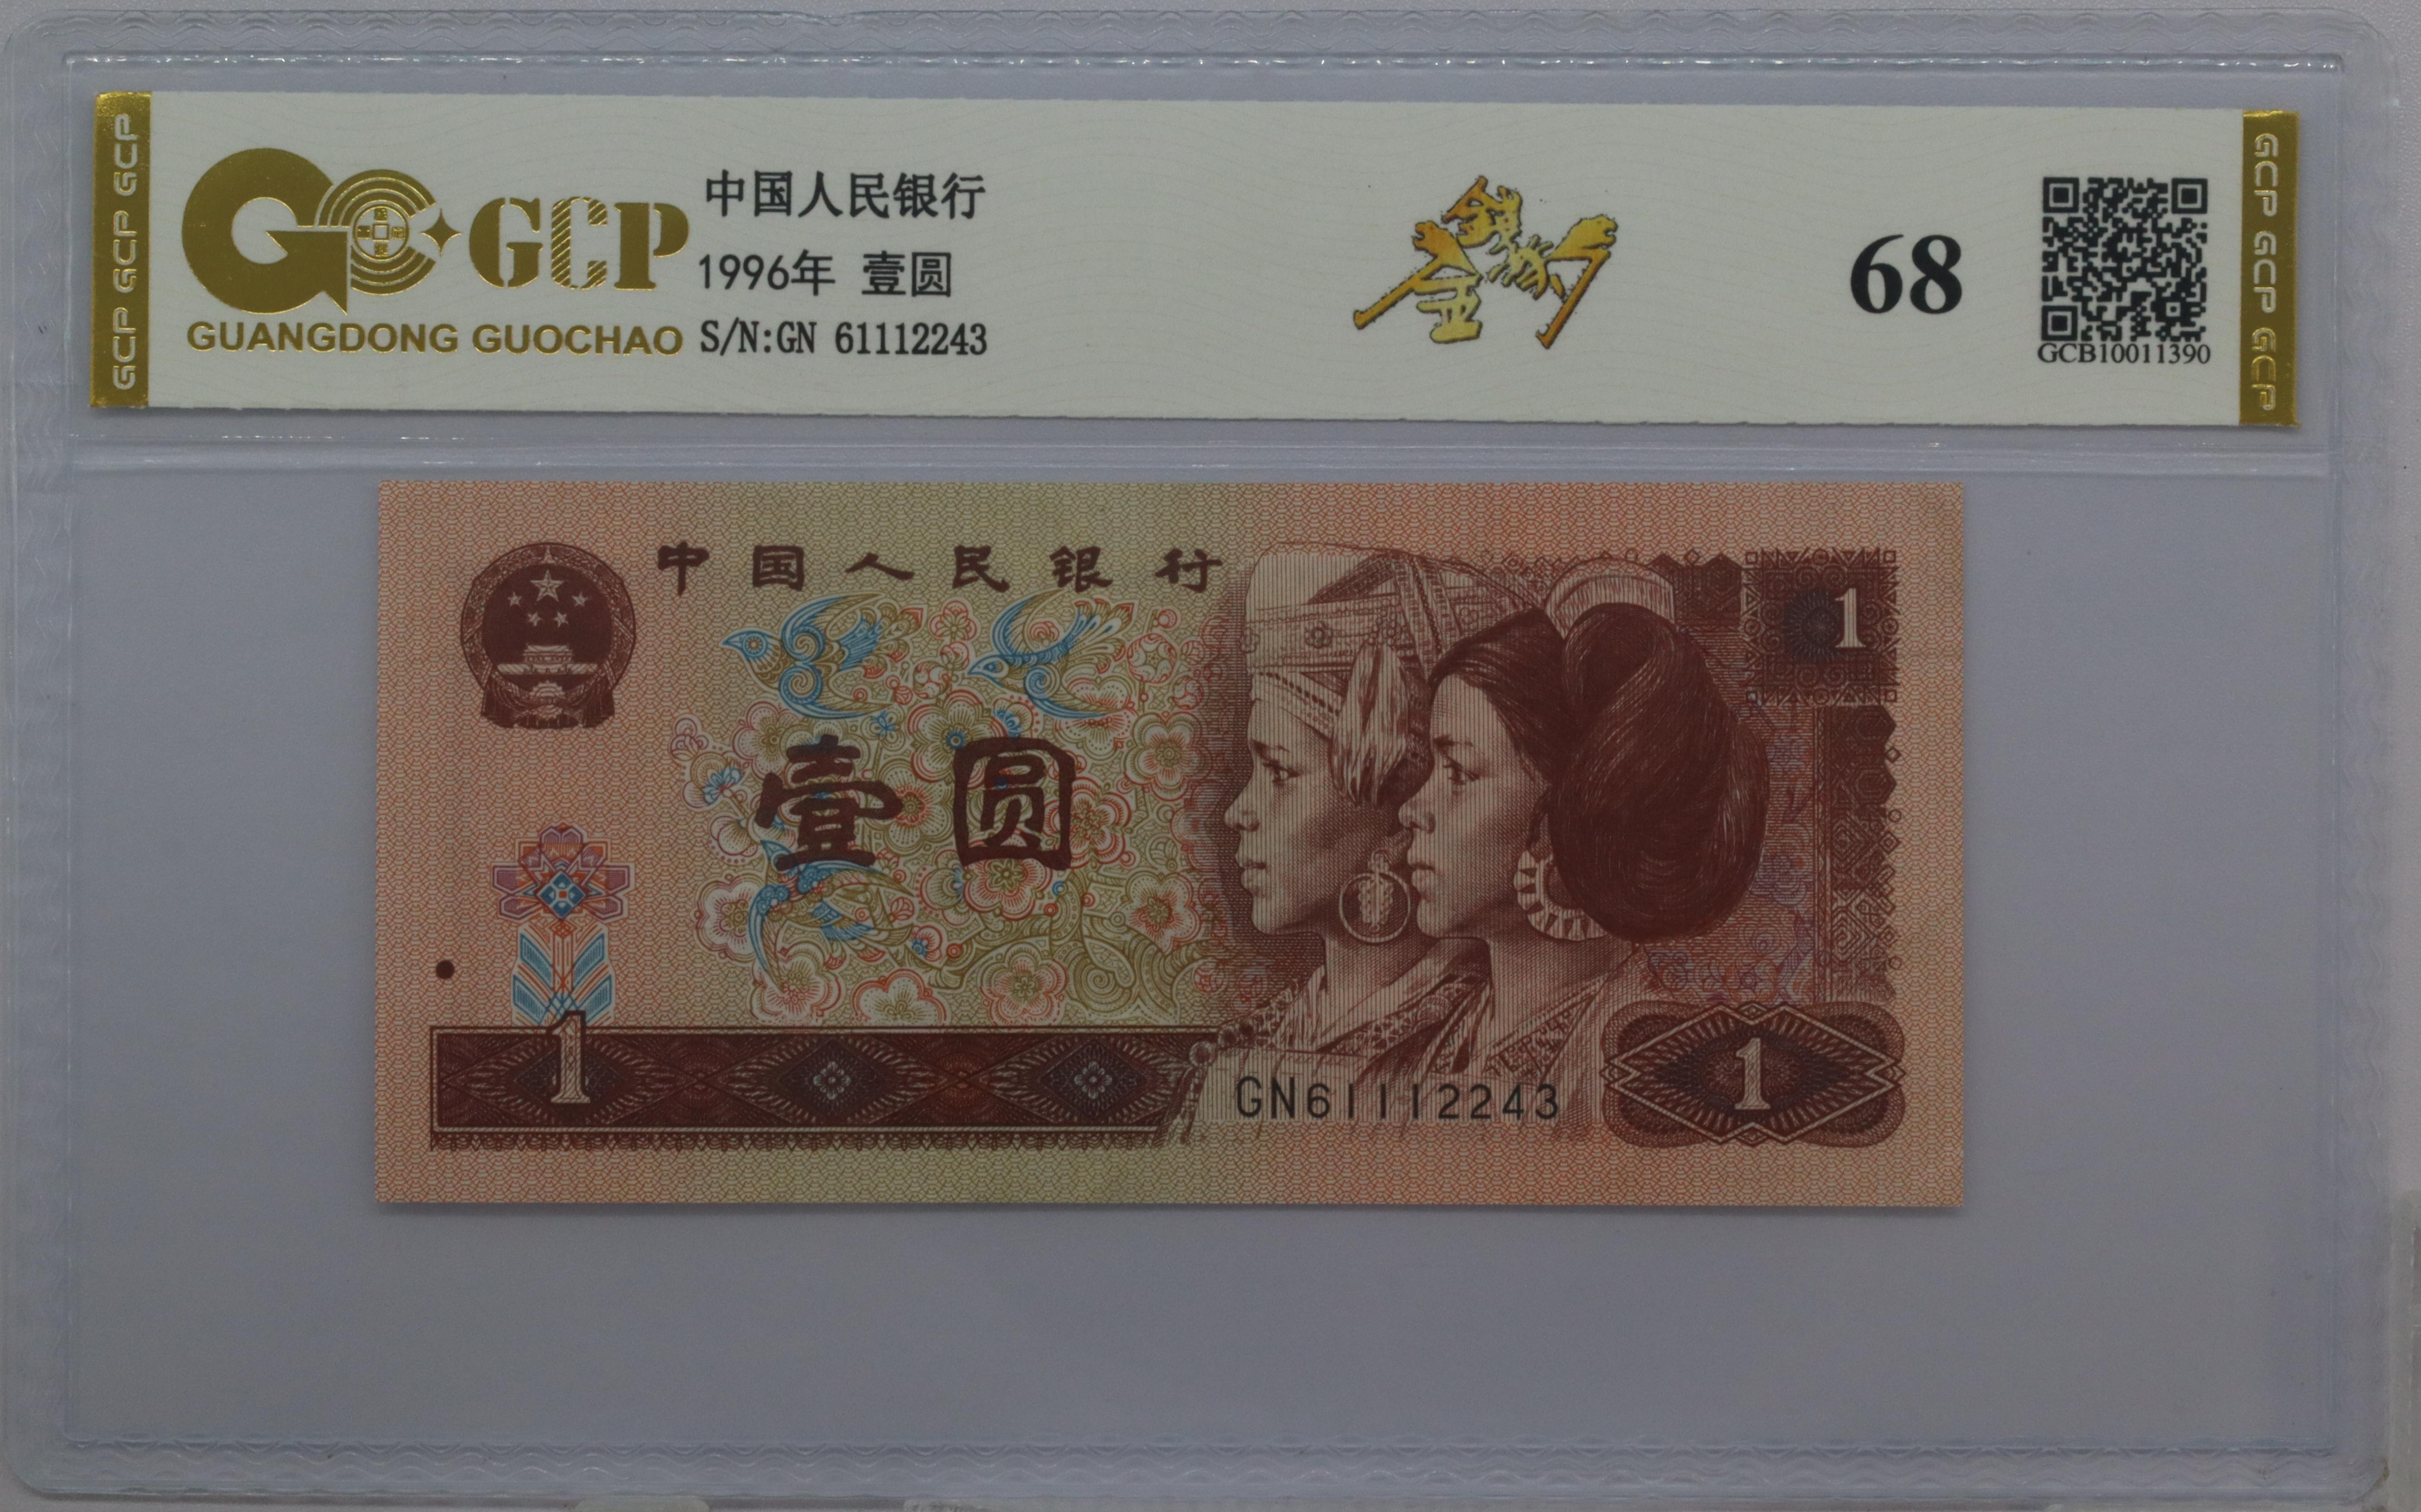 GCP GCP GCP
GCP
GUANGDONG GUOCHAO
中国人民银行
1996年 壹圆
S/N:GN 61112243
金钱豹
68
GCB10011390
GCP GCP GCP
中国人民银行
1
壹圆
1
GN61112243
1